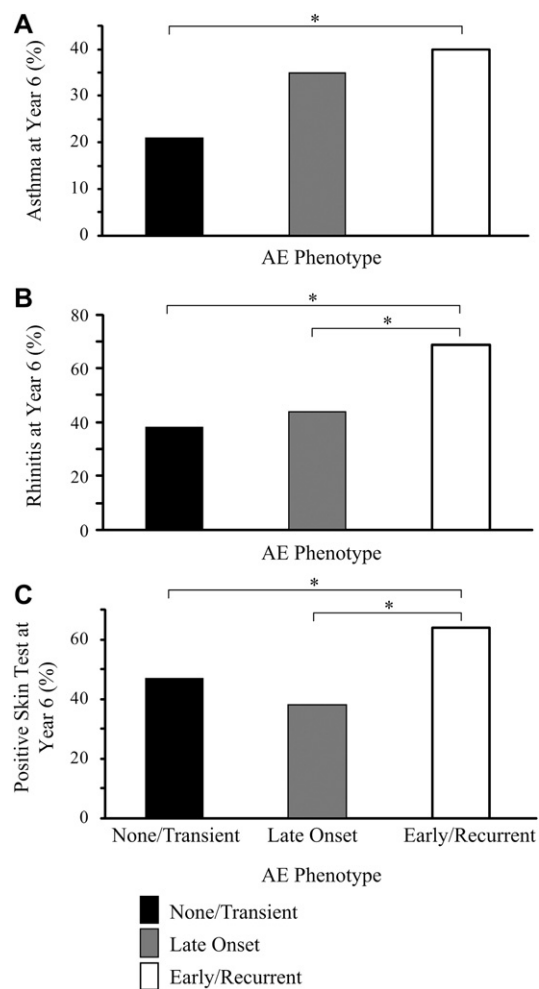 A
*
Asthma at Year 6 (%)
40
30
20
10
0
AE Phenotype
B
*
*
Rhinitis at Year 6 (%)
80
60
40
20
0
AE Phenotype
C
*
*
Positive Skin Test at
Year 6 (%)
60
40
20
0
None/Transient Late Onset Early/Recurrent
AE Phenotype
None/Transient
Late Onset
Early/Recurrent